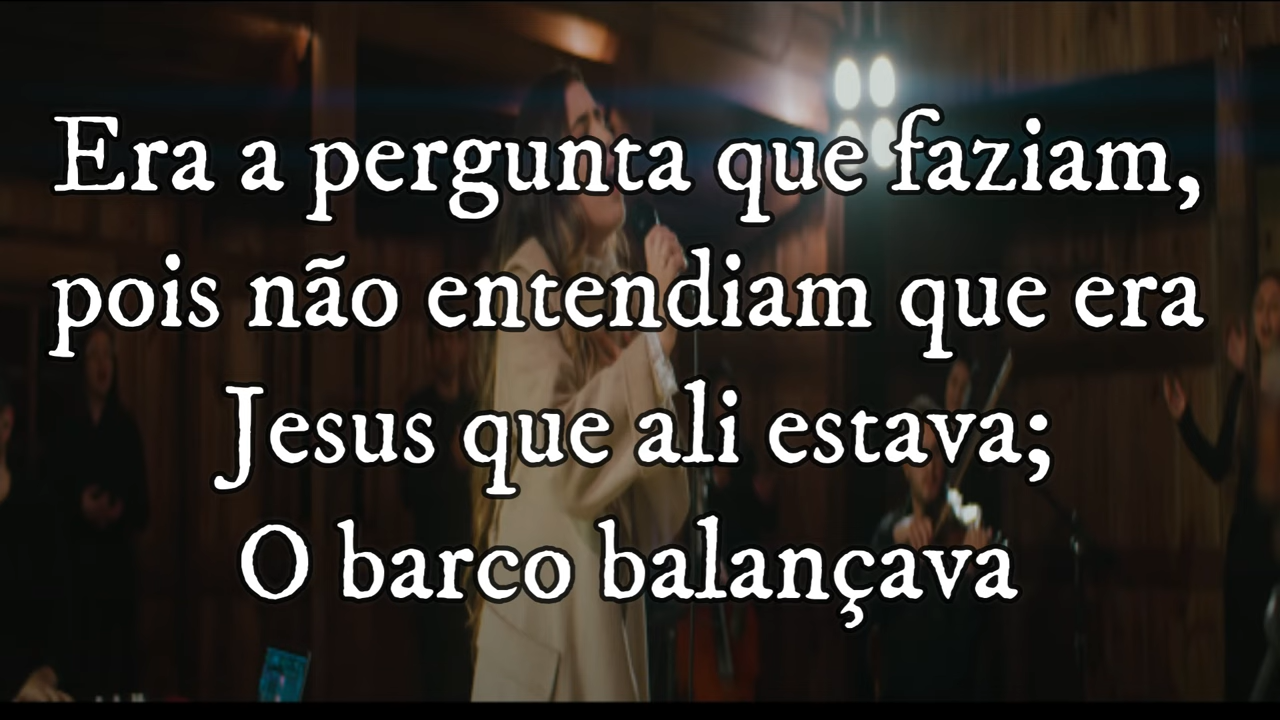 Era a pergunta que faziam,
pois não entendiam que era
Jesus que ali estava;
O barco balançava